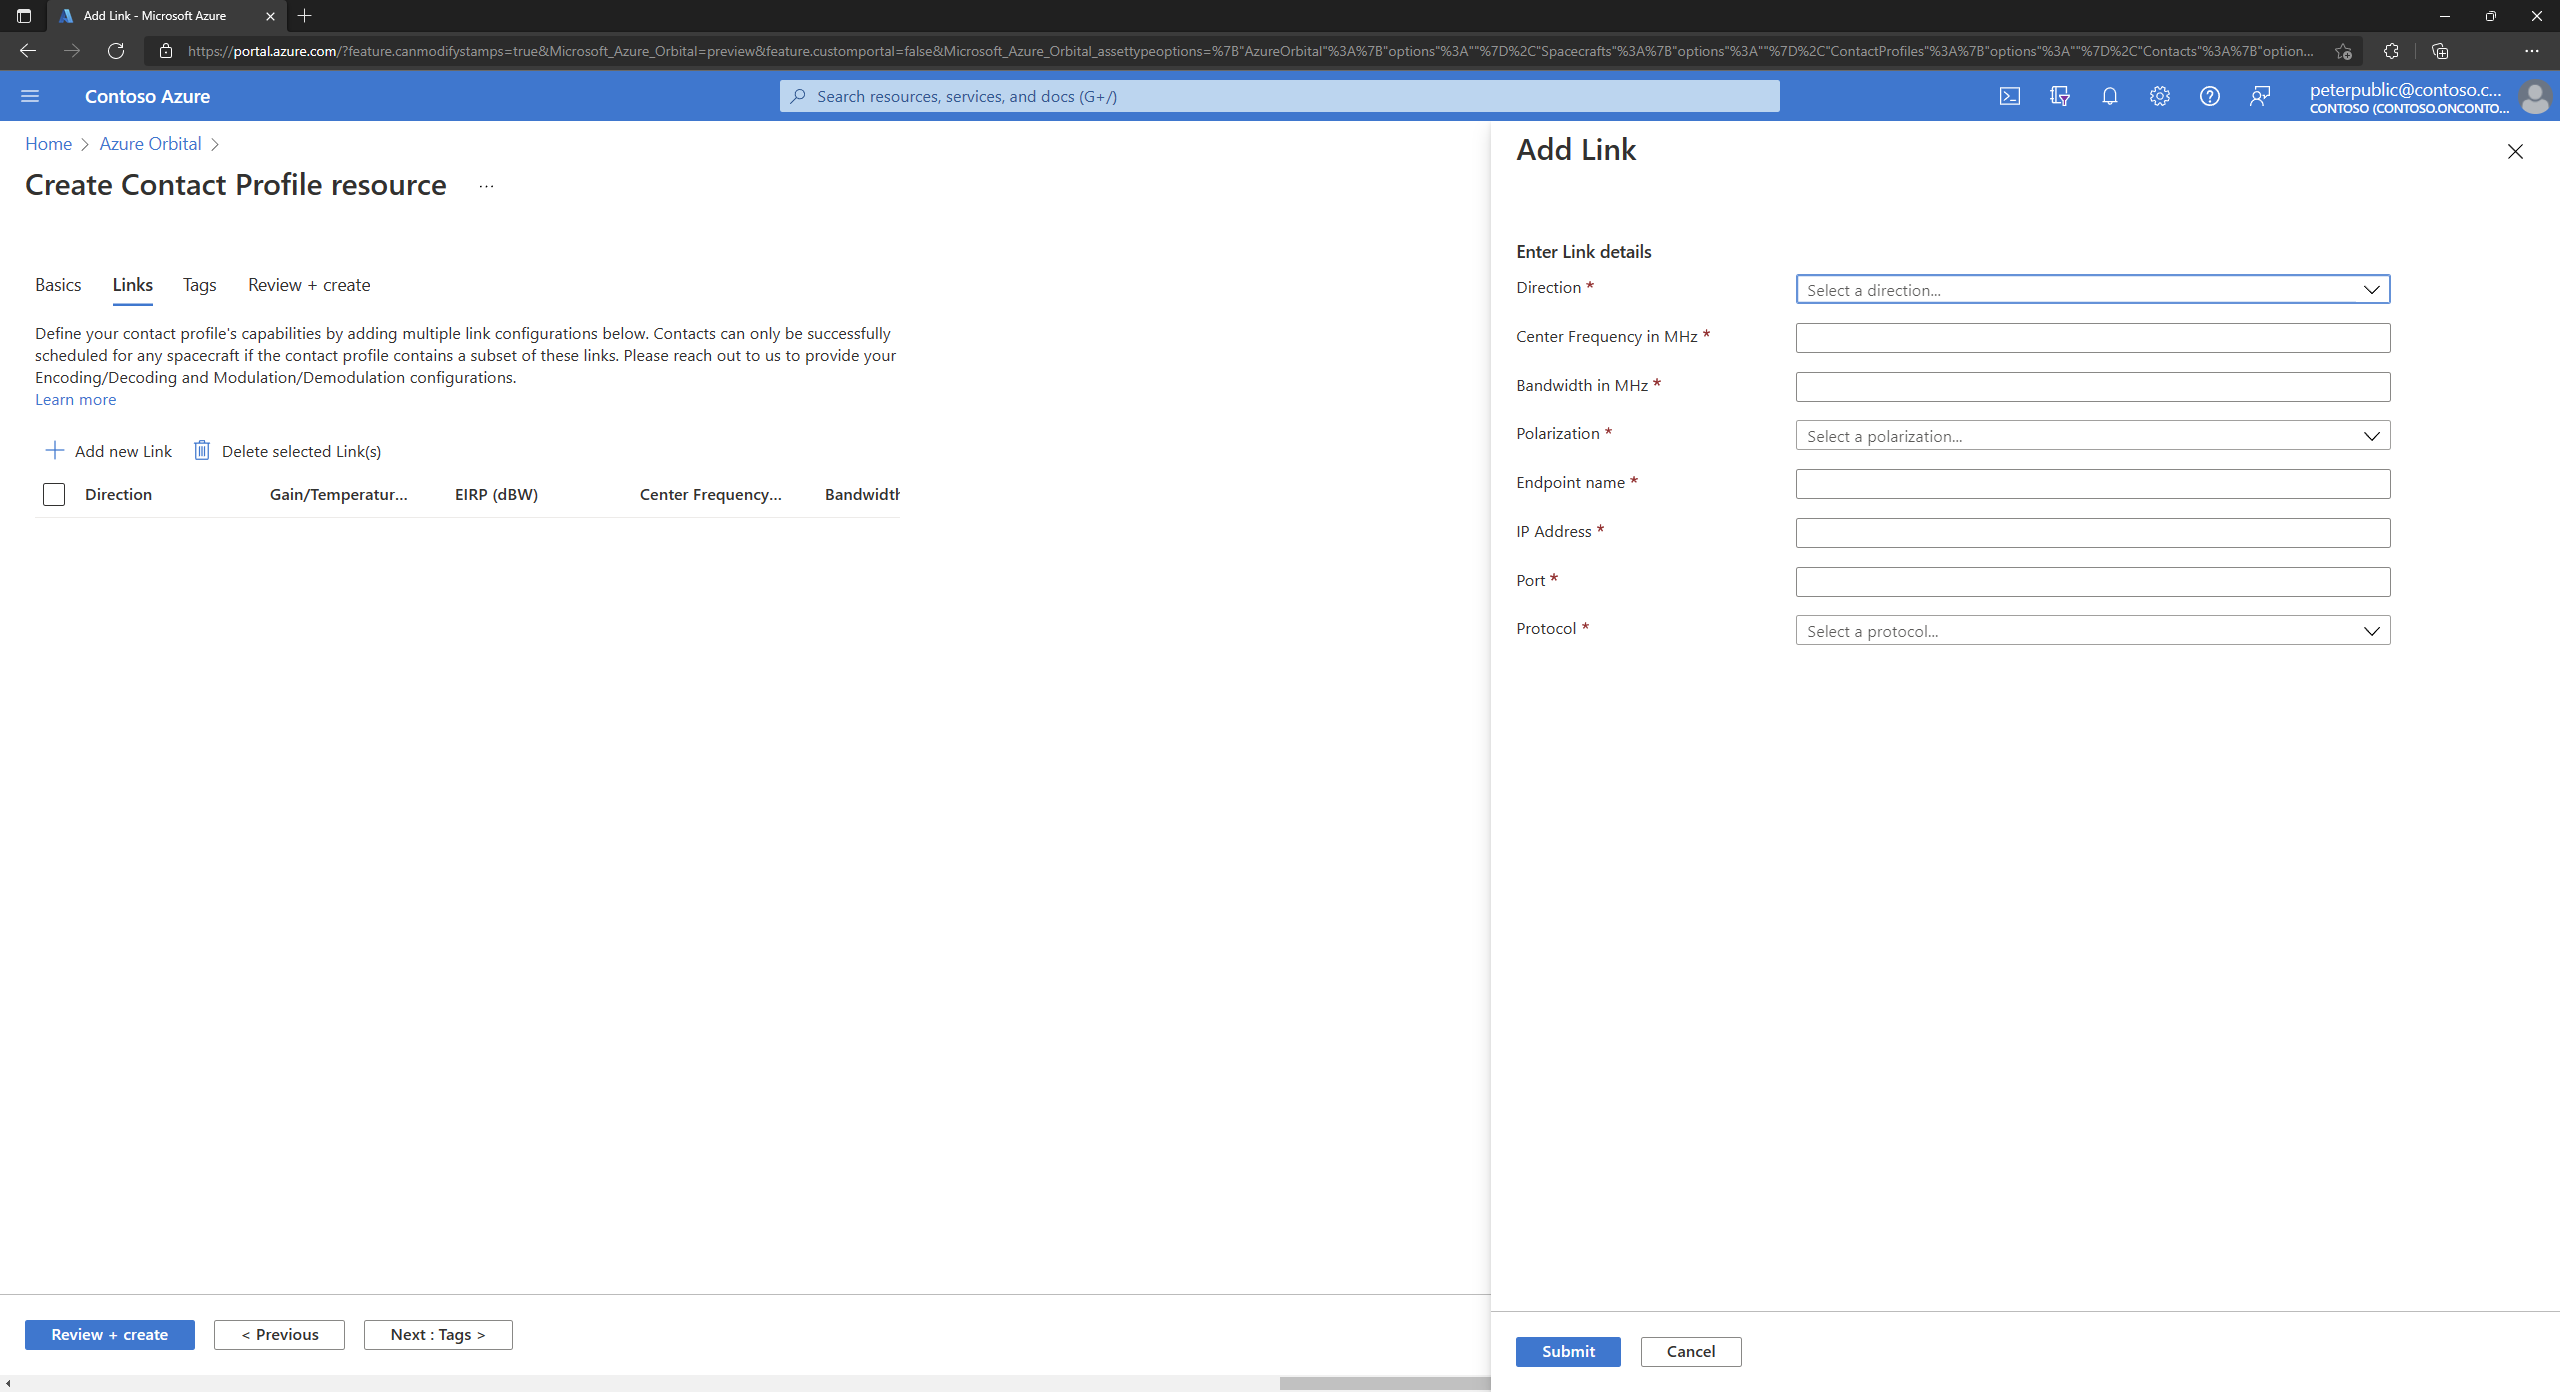 Add Link - Microsoft Azure
https://portal.azure.com/?feature.canmodifystamps=true&Microsoft_Azure_Orbital=preview&feature.customportal=false&Microsoft_Azure_Orbital_assettypeoptions=%7B"AzureOrbital"%3A%7B"options"%3A""%7D%2C"Spacecrafts"%3A%7B"options"%3A""%7D%2C"ContactProfiles"%3A%7B"options"%3A""%7D%2C"Contacts"%3A%7B"option...
Contoso Azure
Search resources, services, and docs (G+/)
peterpublic@contoso.c...
CONTOSO (CONTOSO.ONCONTO...
Home > Azure Orbital >
Create Contact Profile resource ...
Basics Links Tags Review + create
Define your contact profile's capabilities by adding multiple link configurations below. Contacts can only be successfully
scheduled for any spacecraft if the contact profile contains a subset of these links. Please reach out to us to provide your
Encoding/Decoding and Modulation/Demodulation configurations.
Learn more
Add new Link Delete selected Link(s)
Direction Gain/Temperatur... EIRP (dBW) Center Frequency... Bandwidth
Review + create < Previous Next : Tags >
Add Link
Enter Link details
Direction * Select a direction...
Center Frequency in MHz *
Bandwidth in MHz *
Polarization * Select a polarization...
Endpoint name *
IP Address *
Port *
Protocol * Select a protocol...
Submit Cancel